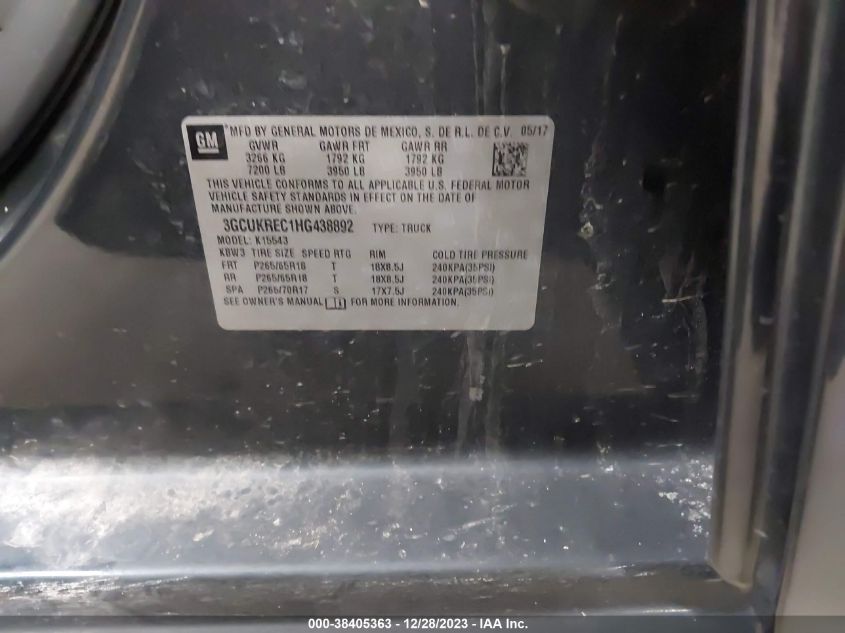 GM MFD BY GENERAL MOTORS DE MEXICO, S. DE R.L. DE C.V. 05/17
GVWR GAWR FRT GAWR RR
3266 KG 1792 KG 1792 KG
7200 LB 3950 LB 3950 LB
THIS VEHICLE CONFORMS TO ALL APPLICABLE U.S. FEDERAL MOTOR
VEHICLE SAFETY STANDARDS IN EFFECT ON THE DATE OF
MANUFACTURE SHOWN ABOVE.
3GCUKREC1HG438892 TYPE: TRUCK
MODEL: K15543
KBW3 TIRE SIZE SPEED RTG RIM COLD TIRE PRESSURE
FRT P265/65R18 T 18X8.5J 240KPA(35PSI)
RR P265/65R18 T 18X8.5J 240KPA(35PSI)
SPA P265/70R17 S 17X7.5J 240KPA(35PSI)
SEE OWNER'S MANUAL FOR MORE INFORMATION.
000-38405363 - 12/28/2023 - IAA Inc.